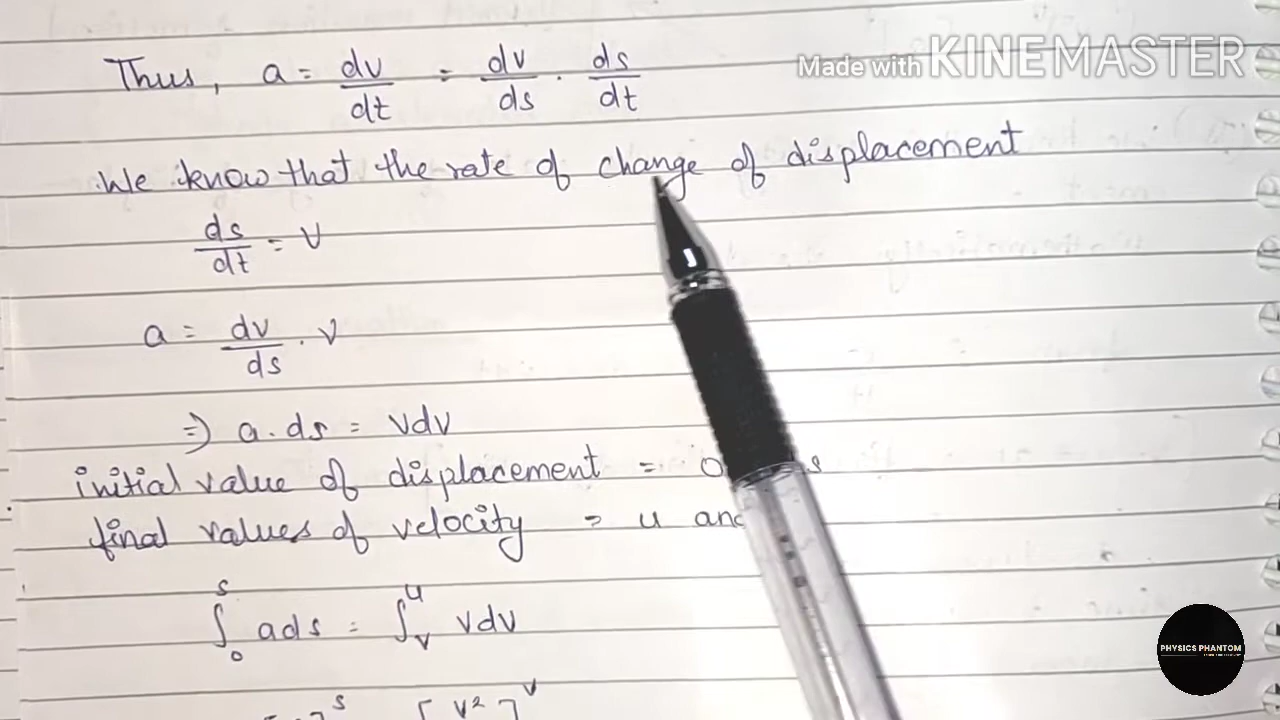 Made with KINEMASTER
Thus, a = dv/dt = dv/ds . ds/dt
We know that the rate of change of displacement
ds/dt = v
a = dv/ds . v
=) a.ds = vdv
initial value of displacement = 0 s
final values of velocity = u and
∫₀ˢ ads = ∫ᵥᵘ vdv
s [ v² ]ᵛ
PHYSICS PHANTOM